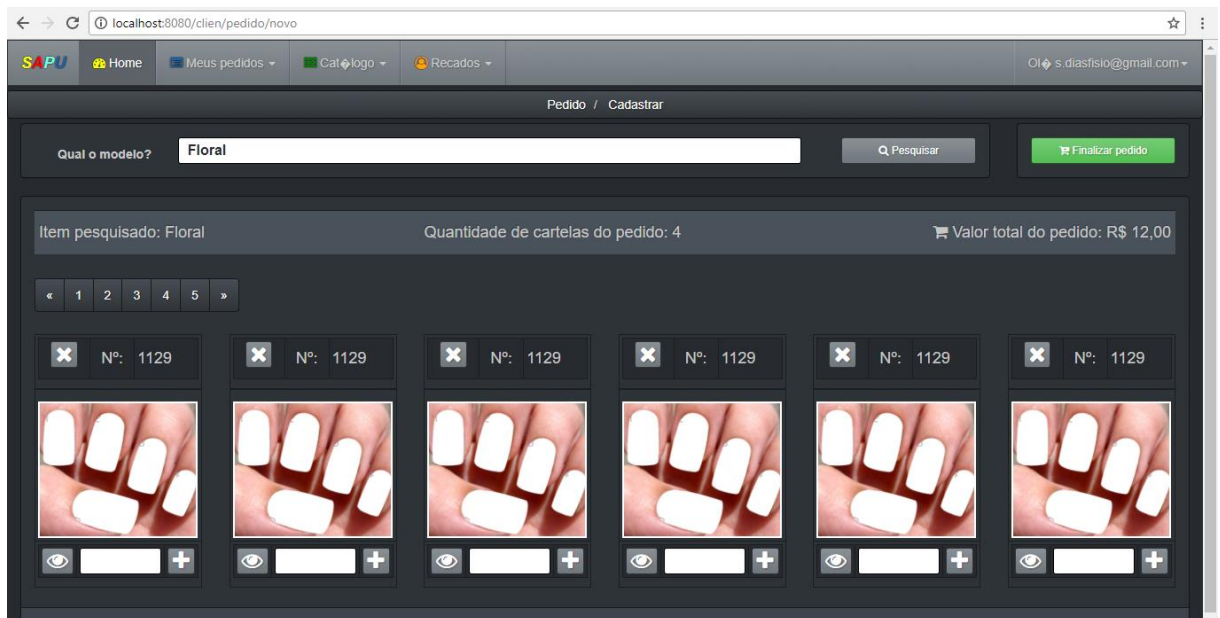 localhost:8080/clien/pedido/novo
SAPU Home Meus pedidos Cat�logo Recados Ol� s.diasfisio@gmail.com
Pedido / Cadastrar
Qual o modelo? Floral Pesquisar Finalizar pedido
Item pesquisado: Floral Quantidade de cartelas do pedido: 4 Valor total do pedido: R$ 12,00
« 1 2 3 4 5 »
Nº: 1129 Nº: 1129 Nº: 1129 Nº: 1129 Nº: 1129 Nº: 1129